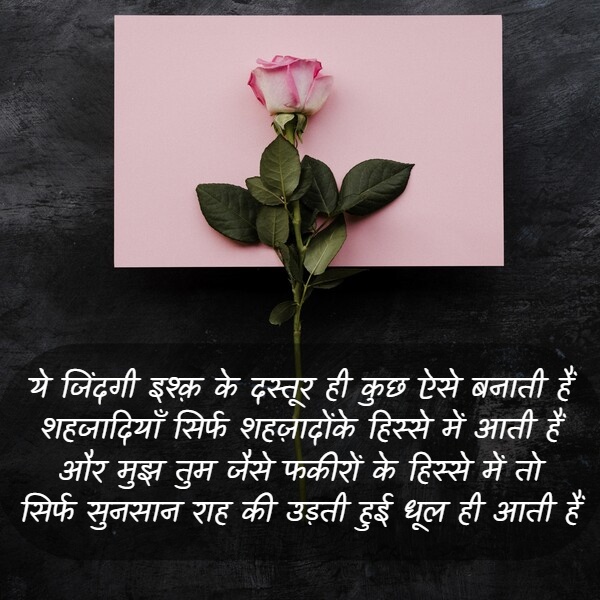 ये जिंदगी इश्क़ के दस्तूर ही कुछ ऐसे बनाती हैं
शहजादियाँ सिर्फ शहज़ादोंके हिस्से में आती हैं
और मुझ तुम जैसे फकीरों के हिस्से में तो
सिर्फ सुनसान राह की उड़ती हुई धूल ही आती हैं